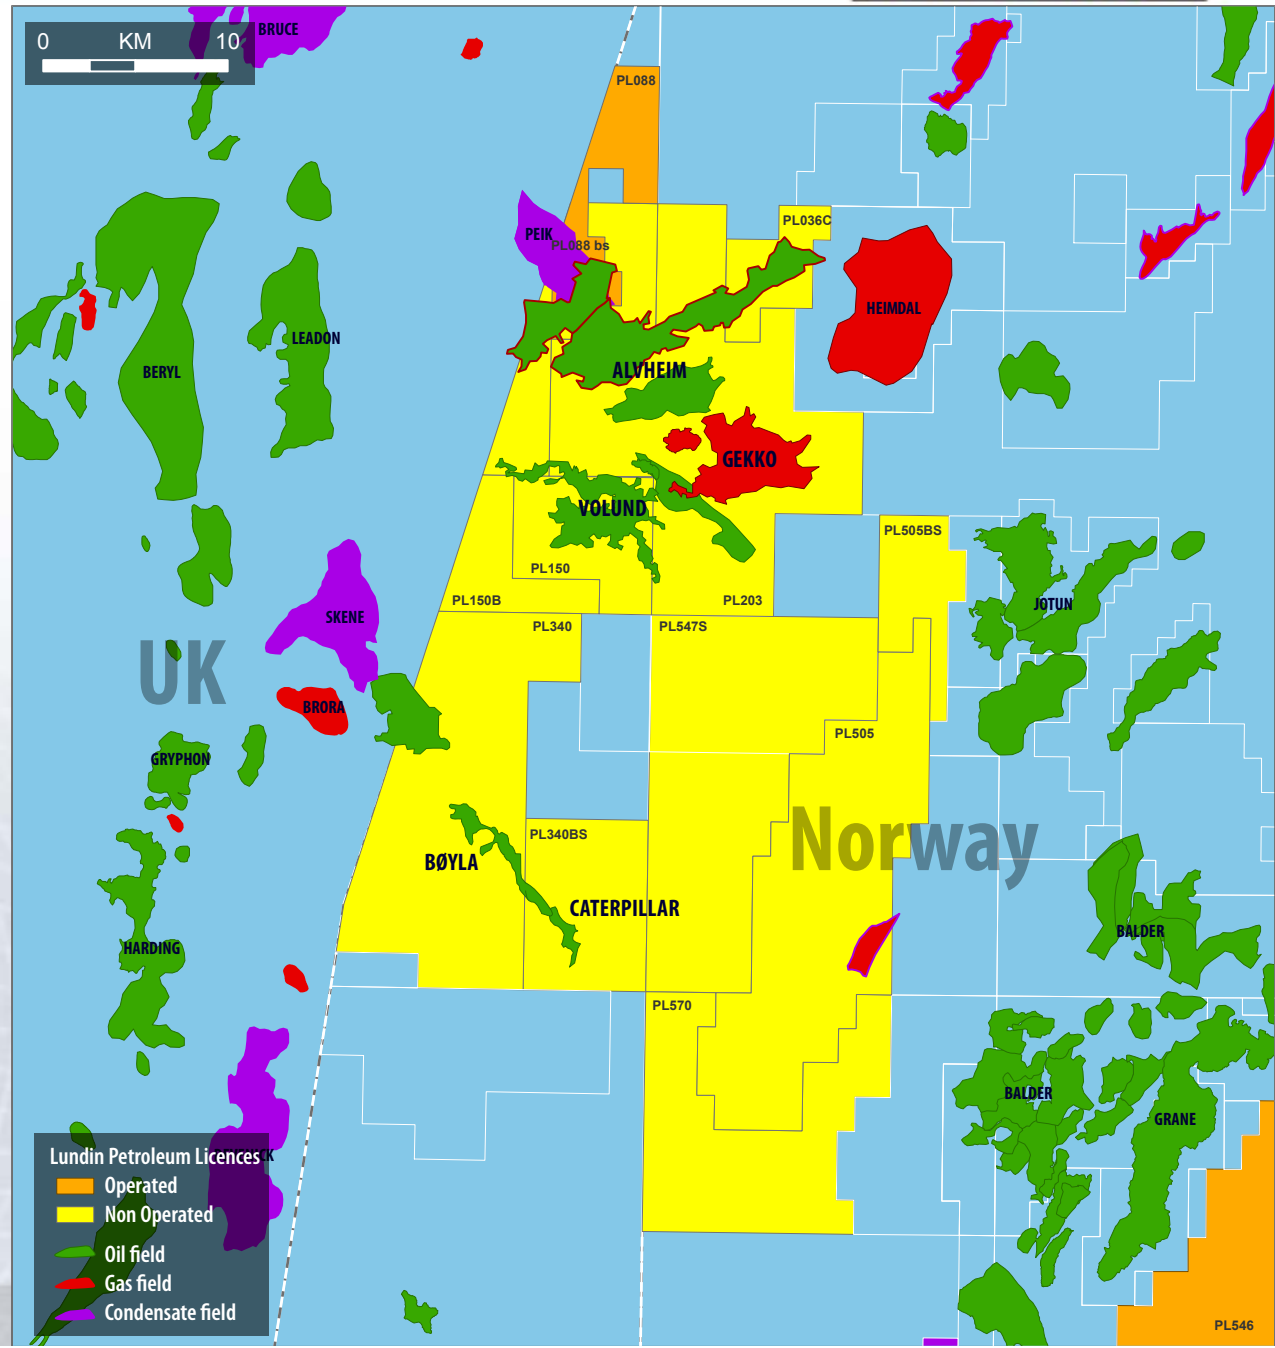 BRUCE
0 KM 10
PL088
PL036C
PEIK
PL088 bs
HEIMDAL
LEADON
BERYL
ALVHEIM
GEKKO
VOLUND
PL505BS
PL150
PL150B
PL203
JOTUN
SKENE
PL340
PL547S
UK
BRORA
PL505
GRYPHON
Norway
PL340BS
BØYLA
CATERPILLAR
BALDER
HARDING
PL570
BALDER
GRANE
Lundin Petroleum Licences
Operated
Non Operated
Oil field
Gas field
Condensate field
PL546